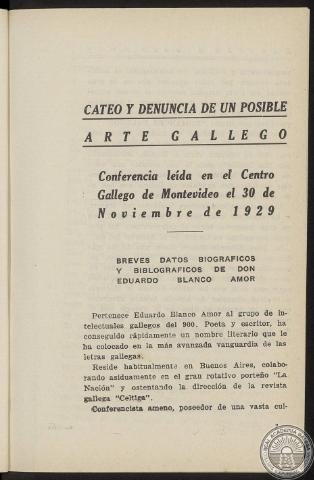 CATEO Y DENUNCIA DE UN POSIBLE
ARTE GALLEGO
Conferencia leída en el Centro
Gallego de Montevideo el 30 de
Noviembre de 1929
BREVES DATOS BIOGRAFICOS
Y BIBLOGRAFICOS DE DON
EDUARDO BLANCO AMOR
Pertenece Eduardo Blanco Amor al grupo de in-
telectuales gallegos del 900. Poeta y escritor, ha
conseguido rápidamente un nombre literario que le
ha colocado en la más avanzada vanguardia de las
letras gallegas.
Reside habitualmente en Buenos Aires, colabo-
rando asiduamente en el gran rotativo porteño "La
Nación" y ostentando la dirección de la revista
gallega "Céltiga".
Conferencista ameno, poseedor de una vasta cul-